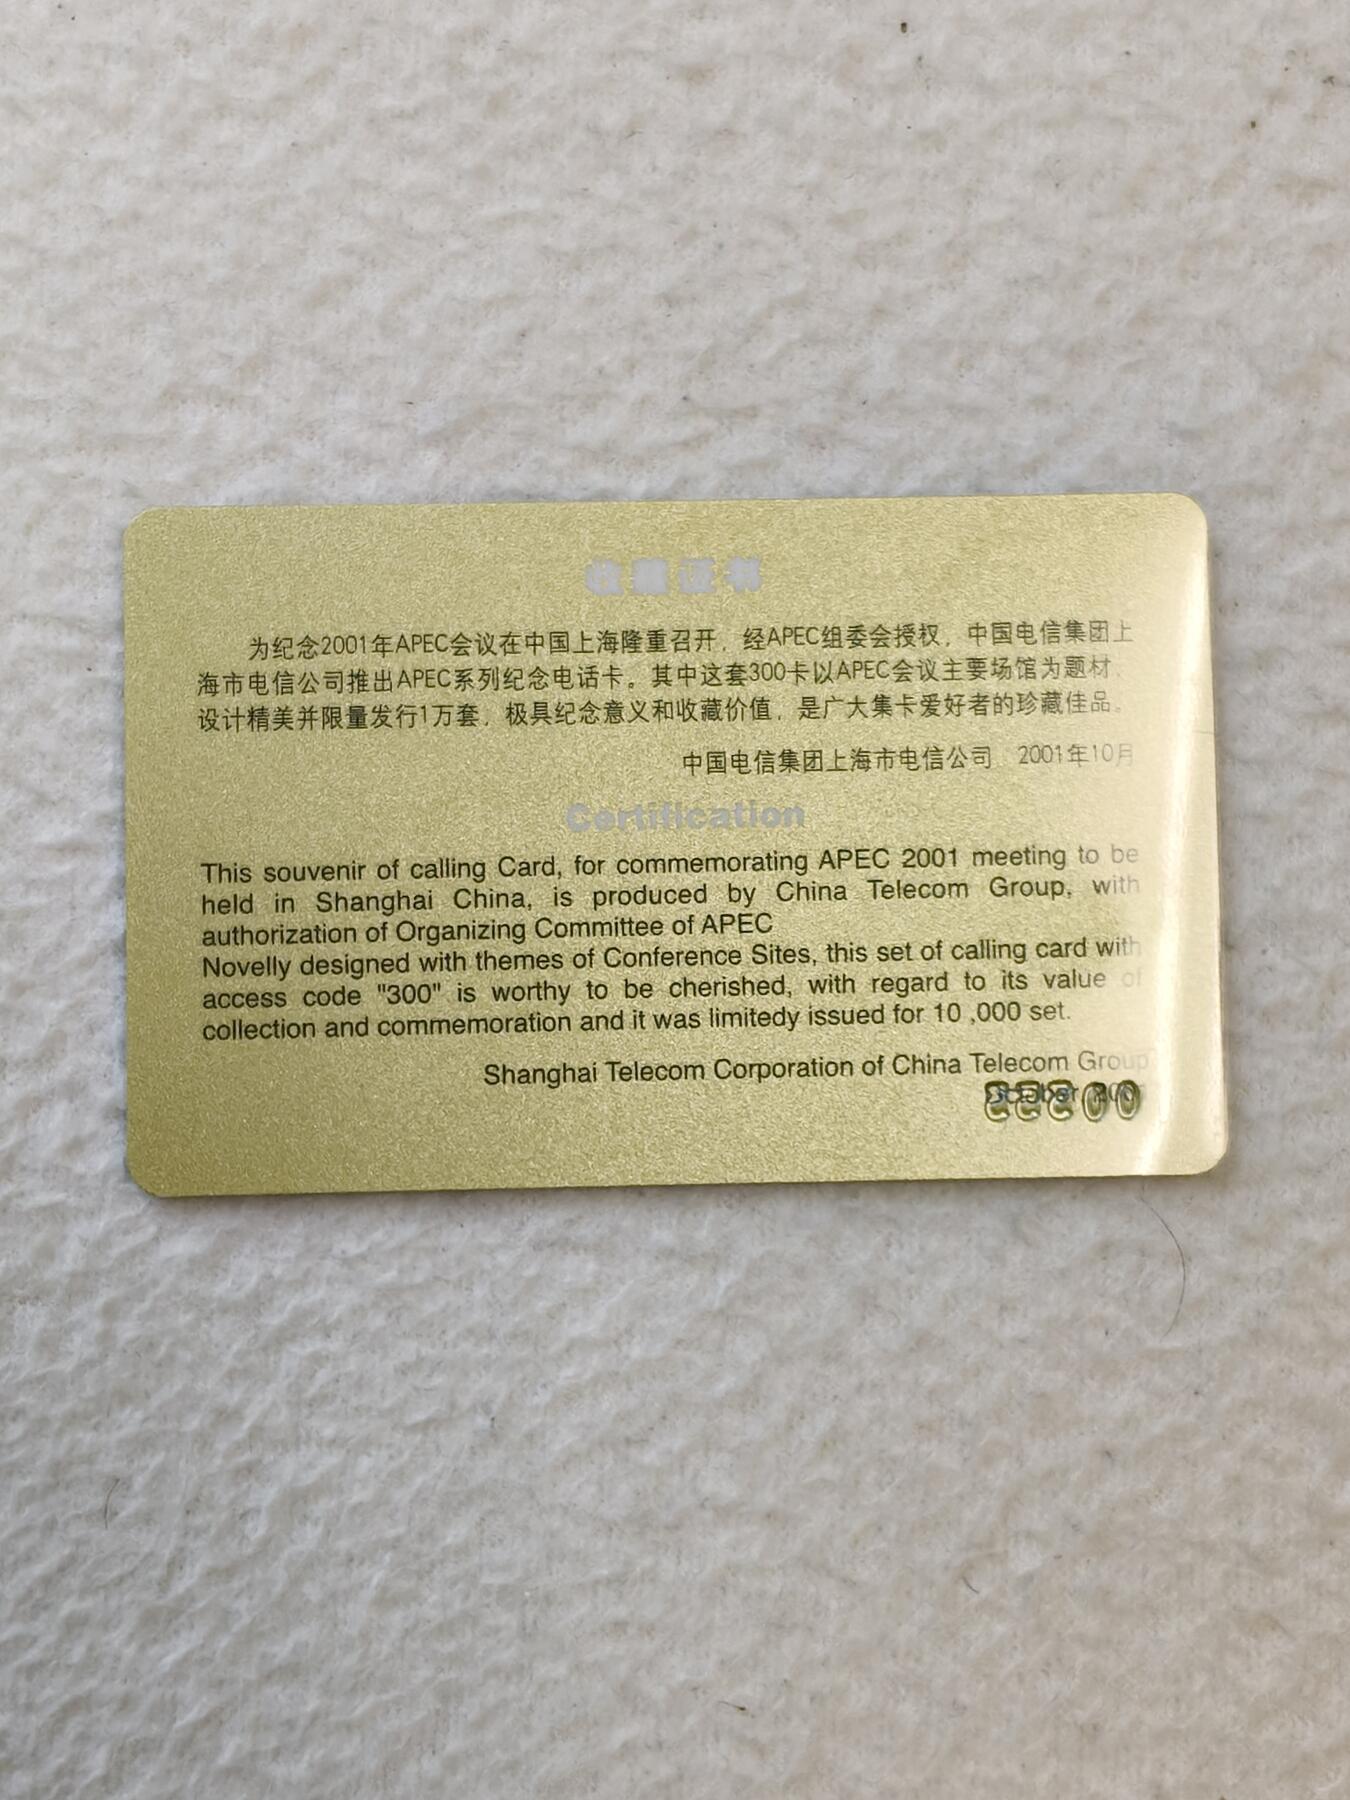 收藏证书
为纪念2001年APEC会议在中国上海隆重召开，经APEC组委会授权，中国电信集团上
海市电信公司推出APEC系列纪念电话卡。其中这套300卡以APEC会议主要场馆为题材、
设计精美并限量发行1万套，极具纪念意义和收藏价值，是广大集卡爱好者的珍藏佳品。
中国电信集团上海市电信公司 2001年10月
Certification
This souvenir of calling Card, for commemorating APEC 2001 meeting to be
held in Shanghai China, is produced by China Telecom Group, with
authorization of Organizing Committee of APEC
Novelly designed with themes of Conference Sites, this set of calling card with
access code "300" is worthy to be cherished, with regard to its value of
collection and commemoration and it was limitedy issued for 10 ,000 set.
Shanghai Telecom Corporation of China Telecom Group
October,